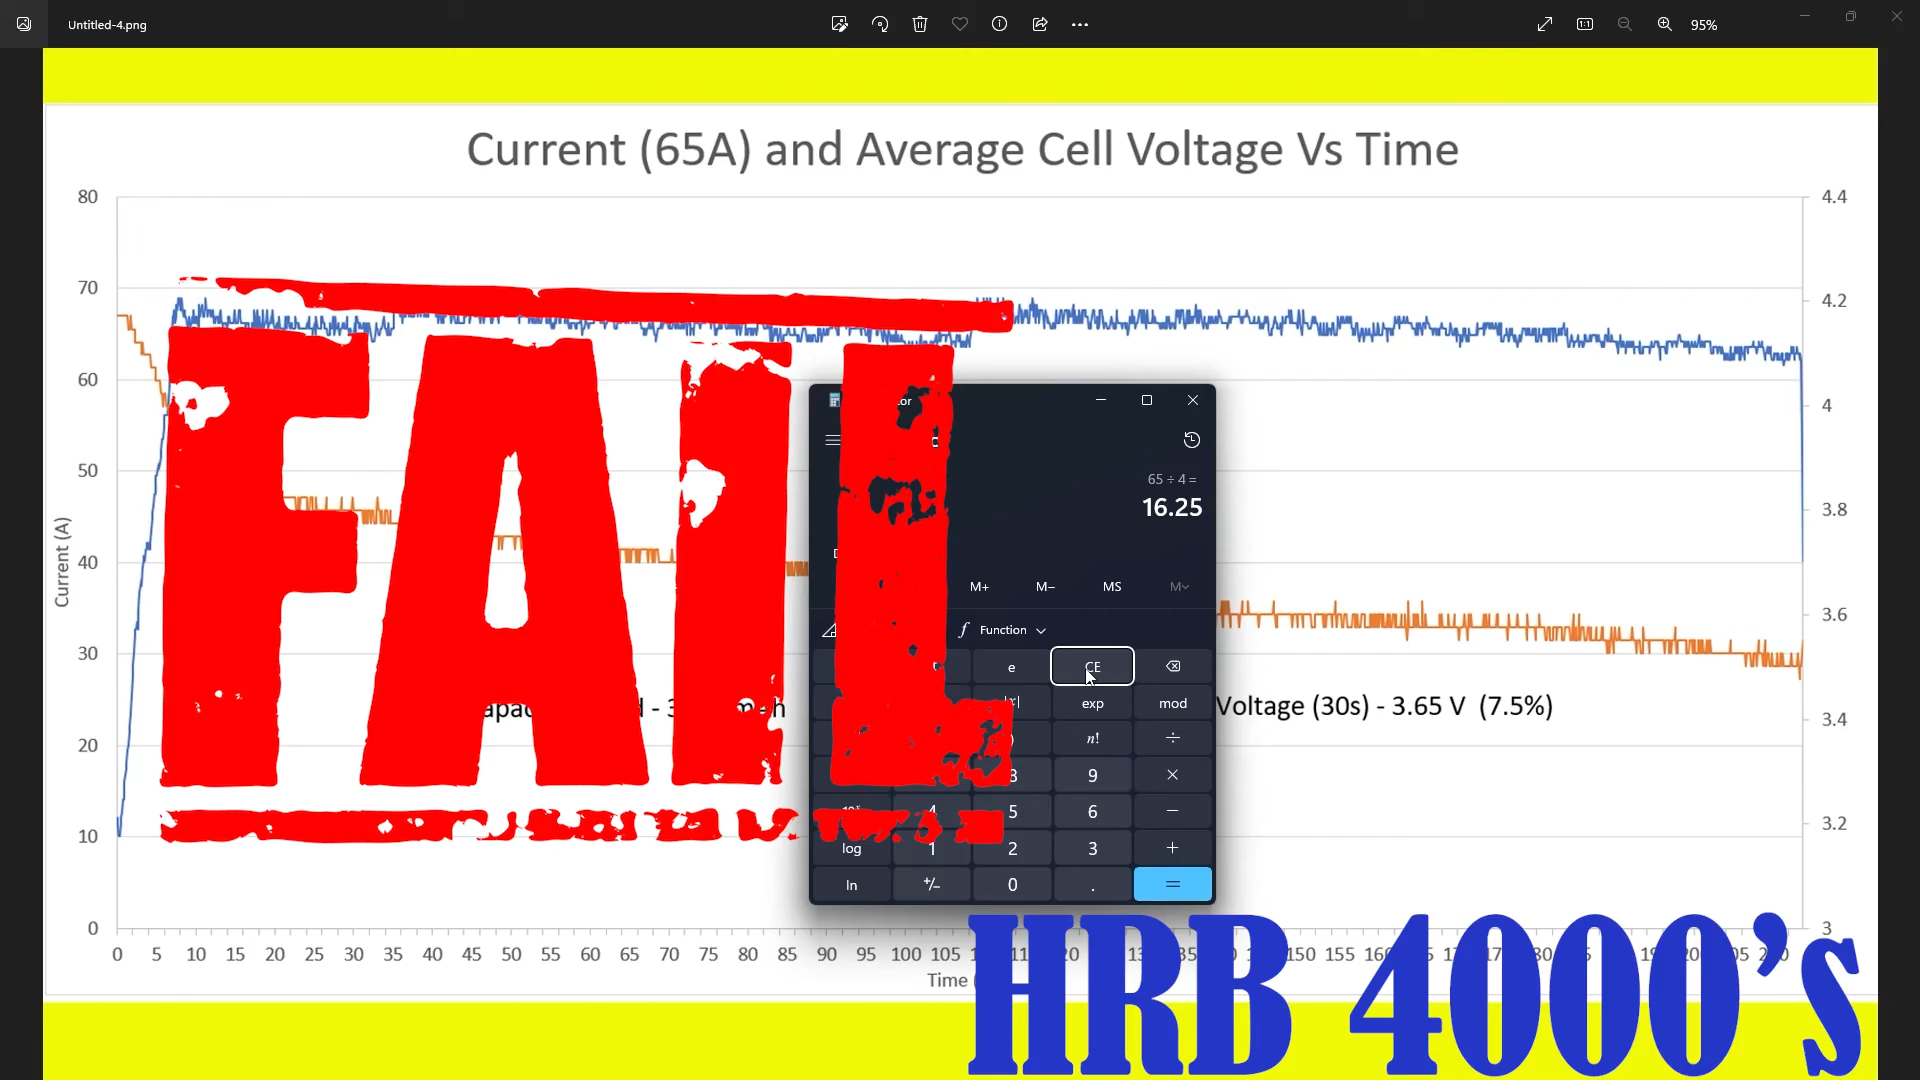 Untitled-4.png
95%
Current (65A) and Average Cell Voltage Vs Time
80
70
60
50
40
30
20
10
0
Current (A)
4.4
4.2
4
3.8
3.6
3.4
3.2
3
FAIL
65 ÷ 4 =
16.25
M+ M− MS M
Function
e CE
exp mod
n! ÷
8 9 ×
4 5 6 −
log 1 2 3 +
ln +/− 0 . =
Voltage (30s) - 3.65 V (7.5%)
0 5 10 15 20 25 30 35 40 45 50 55 60 65 70 75 80 85 90 95 100 105 150 155
Time
HRB 4000's